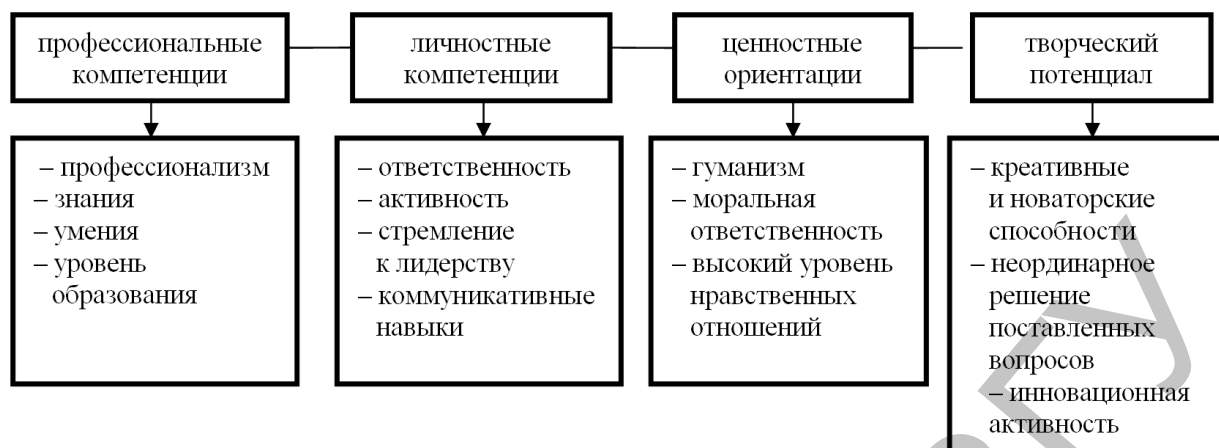 профессиональные
компетенции
личностные
компетенции
ценностные
ориентации
творческий
потенциал
– профессионализм
– знания
– умения
– уровень
образования
– ответственность
– активность
– стремление
к лидерству
– коммуникативные
навыки
– гуманизм
– моральная
ответственность
– высокий уровень
нравственных
отношений
– креативные
и новаторские
способности
– неординарное
решение
поставленных
вопросов
– инновационная
активность